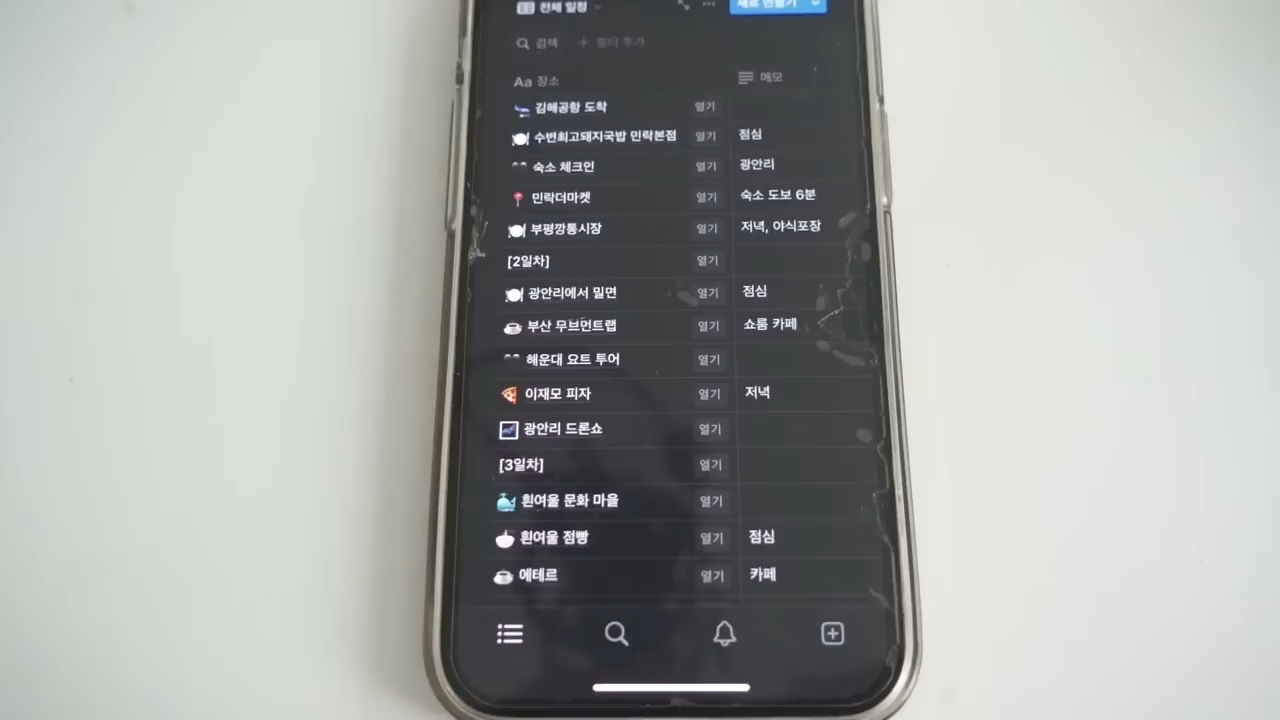 전체 일정
새로 만들기
검색 + 필터 추가
Aa 장소 메모
김해공항 도착 열기
수변최고돼지국밥 민락본점 열기 점심
숙소 체크인 열기 광안리
민락더마켓 열기 숙소 도보 6분
부평깡통시장 열기 저녁, 야식포장
[2일차] 열기
광안리에서 밀면 열기 점심
부산 무브먼트랩 열기 쇼룸 카페
해운대 요트 투어 열기
이재모 피자 열기 저녁
광안리 드론쇼 열기
[3일차] 열기
흰여울 문화 마을 열기
흰여울 점빵 열기 점심
에테르 열기 카페